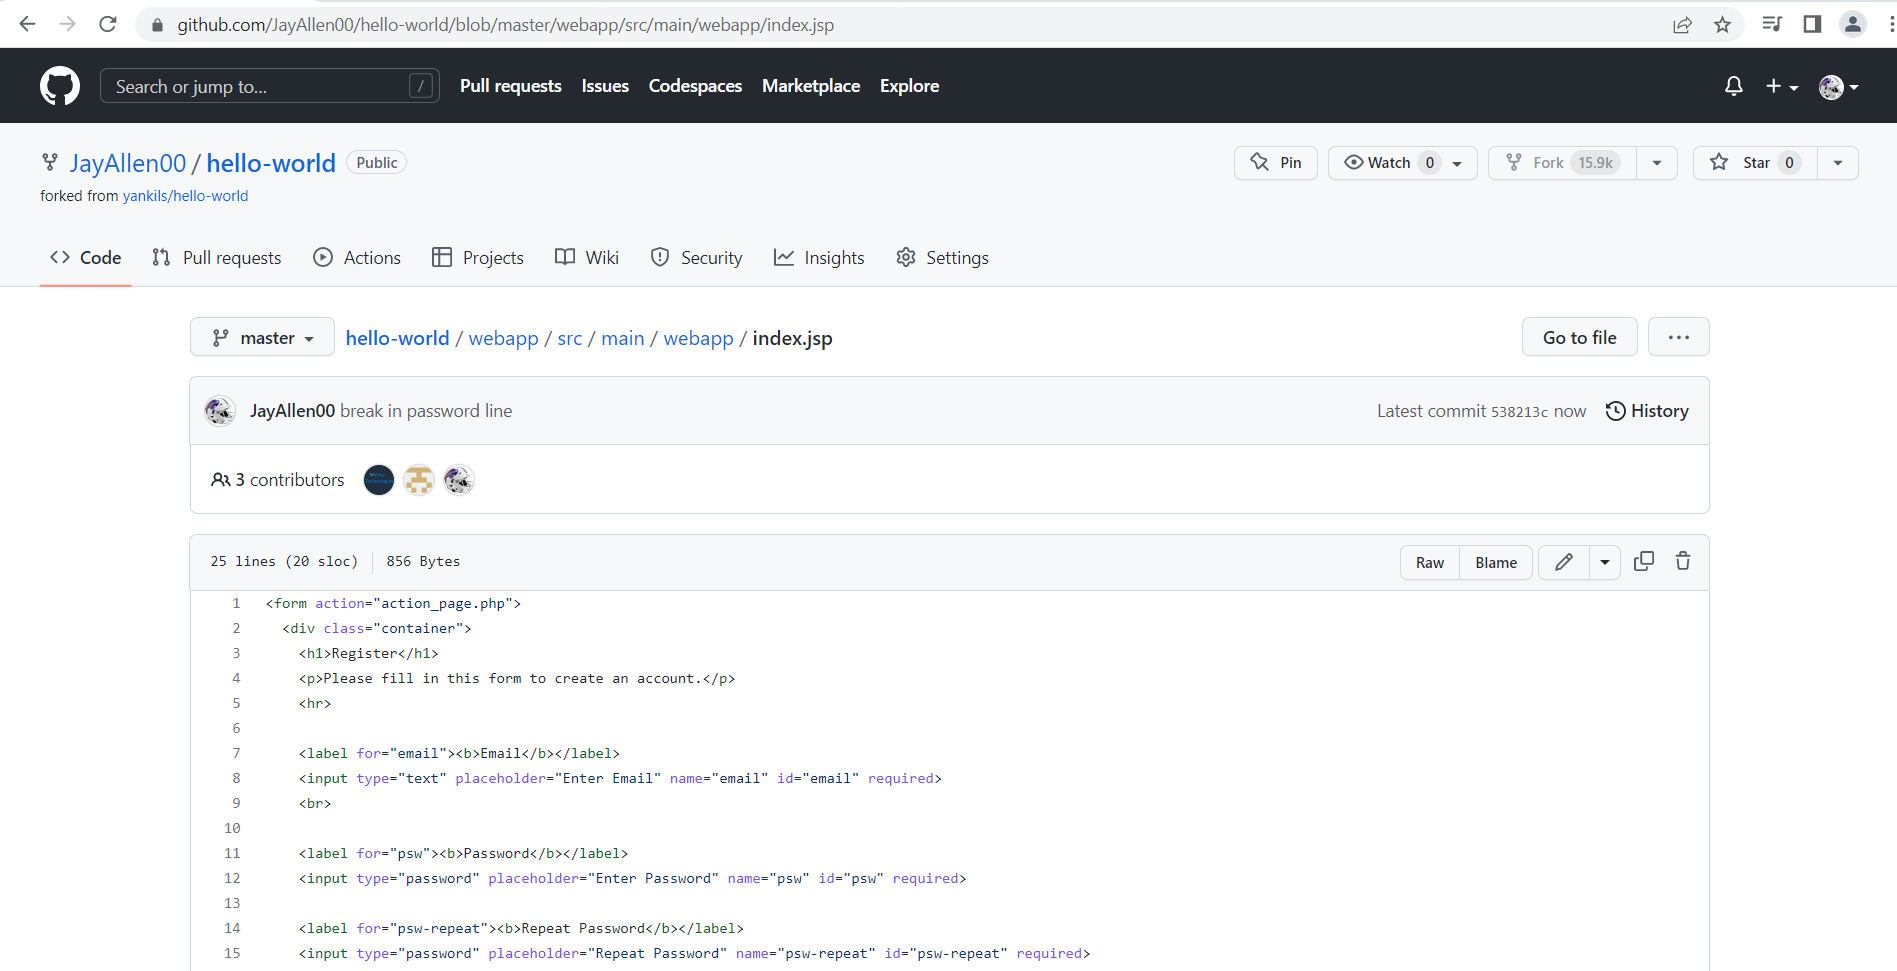 github.com/JayAllen00/hello-world/blob/master/webapp/src/main/webapp/index.jsp
Search or jump to... /
Pull requests Issues Codespaces Marketplace Explore
JayAllen00 / hello-world Public
Pin Watch 0 Fork 15.9k Star 0
forked from yankils/hello-world
<> Code Pull requests Actions Projects Wiki Security Insights Settings
master hello-world / webapp / src / main / webapp / index.jsp Go to file ...
JayAllen00 break in password line Latest commit 538213c now History
3 contributors
25 lines (20 sloc) 856 Bytes Raw Blame
1 <form action="action_page.php">
2 <div class="container">
3 <h1>Register</h1>
4 <p>Please fill in this form to create an account.</p>
5 <hr>
6
7 <label for="email"><b>Email</b></label>
8 <input type="text" placeholder="Enter Email" name="email" id="email" required>
9 <br>
10
11 <label for="psw"><b>Password</b></label>
12 <input type="password" placeholder="Enter Password" name="psw" id="psw" required>
13
14 <label for="psw-repeat"><b>Repeat Password</b></label>
15 <input type="password" placeholder="Repeat Password" name="psw-repeat" id="psw-repeat" required>